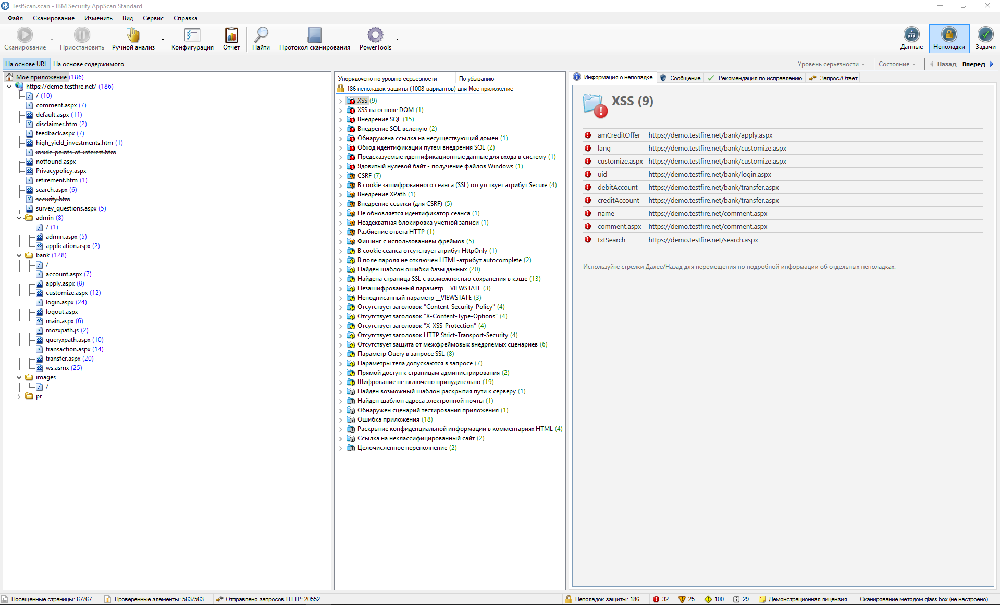 TestScan.scan - IBM Security AppScan Standard
Файл Сканирование Изменить Вид Сервис Справка
Сканирование Приостановить Ручной анализ Конфигурация Отчет Найти Протокол сканирования PowerTools Данные Неполадки Задачи
На основе URL На основе содержимого Уровень серьезности Состояние Назад Вперед
Мое приложение (186)
https://demo.testfire.net/ (186)
/ (10)
comment.aspx (7)
default.aspx (11)
disclaimer.htm (2)
feedback.aspx (7)
high_yield_investments.htm (1)
inside_points_of_interest.htm
notfound.aspx
Privacypolicy.aspx
retirement.htm (1)
search.aspx (6)
security.htm
survey_questions.aspx (5)
admin (8)
/ (1)
admin.aspx (5)
application.aspx (2)
bank (128)
/
account.aspx (7)
apply.aspx (8)
customize.aspx (12)
login.aspx (24)
logout.aspx
main.aspx (6)
mozxpath.js (2)
queryxpath.aspx (10)
transaction.aspx (14)
transfer.aspx (20)
ws.asmx (25)
images
/
pr
Упорядочено по уровню серьезности По убыванию
186 неполадок защиты (1008 вариантов) для Мое приложение
XSS (9)
XSS на основе DOM (1)
Внедрение SQL (15)
Внедрение SQL вслепую (2)
Обнаружена ссылка на несуществующий домен (1)
Обход идентификации путем внедрения SQL (2)
Предсказуемые идентификационные данные для входа в систему (1)
Ядовитый нулевой байт - получение файлов Windows (1)
CSRF (7)
В cookie зашифрованного сеанса (SSL) отсутствует атрибут Secure (4)
Внедрение XPath (1)
Внедрение ссылки (для CSRF) (5)
Не обновляется идентификатор сеанса (1)
Неадекватная блокировка учетной записи (1)
Разбиение ответа HTTP (1)
Фишинг с использованием фреймов (5)
В cookie сеанса отсутствует атрибут HttpOnly (1)
В поле пароля не отключен HTML-атрибут autocomplete (2)
Найден шаблон ошибки базы данных (20)
Найдена страница SSL с возможностью сохранения в кэше (13)
Незашифрованный параметр __VIEWSTATE (3)
Неподписанный параметр __VIEWSTATE (3)
Отсутствует заголовок "Content-Security-Policy" (4)
Отсутствует заголовок "X-Content-Type-Options" (4)
Отсутствует заголовок "X-XSS-Protection" (4)
Отсутствует заголовок HTTP Strict-Transport-Security (4)
Отсутствует защита от межфреймовых внедряемых сценариев (6)
Параметр Query в запросе SSL (8)
Параметры тела допускаются в запросе (7)
Прямой доступ к страницам администрирования (2)
Шифрование не включено принудительно (19)
Найден возможный шаблон раскрытия пути к серверу (1)
Найден шаблон адреса электронной почты (1)
Обнаружен сценарий тестирования приложения (1)
Ошибка приложения (18)
Раскрытие конфиденциальной информации в комментариях HTML (4)
Ссылка на неклассифицированный сайт (2)
Целочисленное переполнение (2)
Информация о неполадке Сообщение Рекомендация по исправлению Запрос/Ответ
XSS (9)
amCreditOffer https://demo.testfire.net/bank/apply.aspx
lang https://demo.testfire.net/bank/customize.aspx
customize.aspx https://demo.testfire.net/bank/customize.aspx
uid https://demo.testfire.net/bank/login.aspx
debitAccount https://demo.testfire.net/bank/transfer.aspx
creditAccount https://demo.testfire.net/bank/transfer.aspx
name https://demo.testfire.net/comment.aspx
comment.aspx https://demo.testfire.net/comment.aspx
txtSearch https://demo.testfire.net/search.aspx
Используйте стрелки Далее/Назад для перемещения по подробной информации об отдельных неполадках.
Посещенные страницы: 67/67 Проверенные элементы: 563/563 Отправлено запросов HTTP: 20552 Неполадок защиты: 186 32 25 100 29 Демонстрационная лицензия Сканирование методом glass box (не настроено)